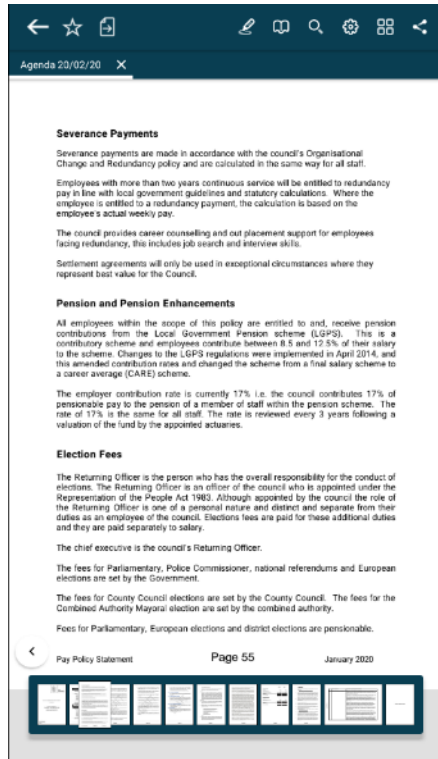 Agenda 20/02/20 X
Severance Payments
Severance payments are made in accordance with the council's Organisational
Change and Redundancy policy and are calculated in the same way for all staff.
Employees with more than two years continuous service will be entitled to redundancy
pay in line with local government guidelines and statutory calculations. Where the
employee is entitled to a redundancy payment, the calculation is based on the
employee's actual weekly pay.
The council provides career counselling and out placement support for employees
facing redundancy, this includes job search and interview skills.
Settlement agreements will only be used in exceptional circumstances where they
represent best value for the Council.
Pension and Pension Enhancements
All employees within the scope of this policy are entitled to and, receive pension
contributions from the Local Government Pension scheme (LGPS). This is a
contributory scheme and employees contribute between 8.5 and 12.5% of their salary
to the scheme. Changes to the LGPS regulations were implemented in April 2014, and
this amended contribution rates and changed the scheme from a final salary scheme to
a career average (CARE) scheme.
The employer contribution rate is currently 17% i.e. the council contributes 17% of
pensionable pay to the pension of a member of staff within the pension scheme. The
rate of 17% is the same for all staff. The rate is reviewed every 3 years following a
valuation of the fund by the appointed actuaries.
Election Fees
The Returning Officer is the person who has the overall responsibility for the conduct of
elections. The Returning Officer is an officer of the council who is appointed under the
Representation of the People Act 1983. Although appointed by the council the role of
the Returning Officer is one of a personal nature and distinct and separate from their
duties as an employee of the council. Elections fees are paid for these additional duties
and they are paid separately to salary.
The chief executive is the council's Returning Officer.
The fees for Parliamentary, Police Commissioner, national referendums and European
elections are set by the Government.
The fees for County Council elections are set by the County Council. The fees for the
Combined Authority Mayoral election are set by the combined authority.
Fees for Parliamentary, European elections and district elections are pensionable.
Pay Policy Statement Page 55 January 2020